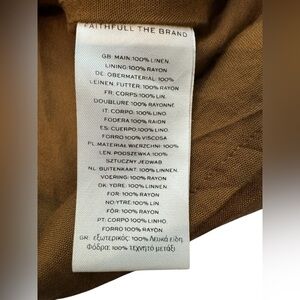 FAITHFULL THE BRAND
GB: MAIN:100% LINEN,
LINING:100% RAYON
DE: OBERMATERIAL: 100%
LEINEN, FUTTER: 100% RAYON
FR: CORPS:100% LIN,
DOUBLURE 100% RAYONNE
IT: CORPO:100% LINO
FODERA 100% RAION
ES: CUERPO: 100% LINO,
FORRO 100% VISCOSA
PL:MATERIAŁ WIERZCHNI: 100%
LEN, PODSZEWKA: 100%
SZTUCZNY JEDWAB
NL: BUITENKANT: 100% LINNEN,
VOERING: 100% RAYON
DK: YDRE: 100% LINNED
FÓR: 100% RAYON
NO:YTRE: 100% LIN
FÔR: 100% RAYON
PT: CORPO 100% LINHO
FORRO 100% RAYON
GR: εξωτερικός: 100% Λευκά είδη,
Φόδρα: 100% τεχνητό μετάξι